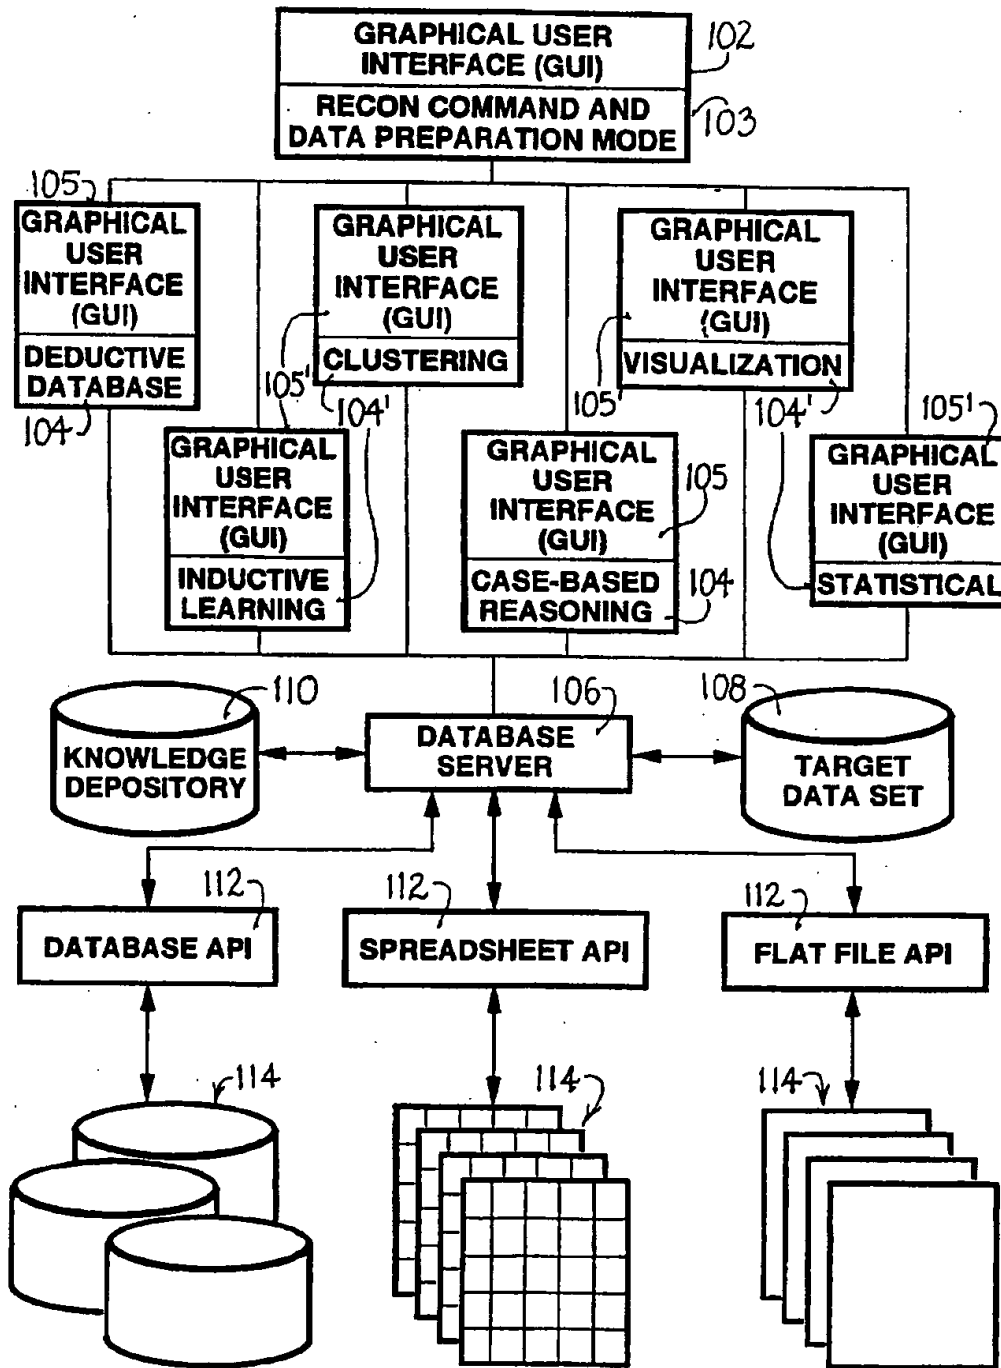 GRAPHICAL USER
INTERFACE (GUI)
102
RECON COMMAND AND
DATA PREPARATION MODE
103
105
GRAPHICAL
USER
INTERFACE
(GUI)
DEDUCTIVE
DATABASE
104
GRAPHICAL
USER
INTERFACE
(GUI)
105'
CLUSTERING
104'
GRAPHICAL
USER
INTERFACE
(GUI)
105'
VISUALIZATION
104'
105'
GRAPHICAL
USER
INTERFACE
(GUI)
INDUCTIVE
LEARNING
104'
GRAPHICAL
USER
INTERFACE
(GUI)
105
CASE-BASED
REASONING
104
105'
GRAPHICAL
USER
INTERFACE
(GUI)
STATISTICAL
110
KNOWLEDGE
DEPOSITORY
106
DATABASE
SERVER
108
TARGET
DATA SET
112
DATABASE API
112
SPREADSHEET API
112
FLAT FILE API
114
114
114